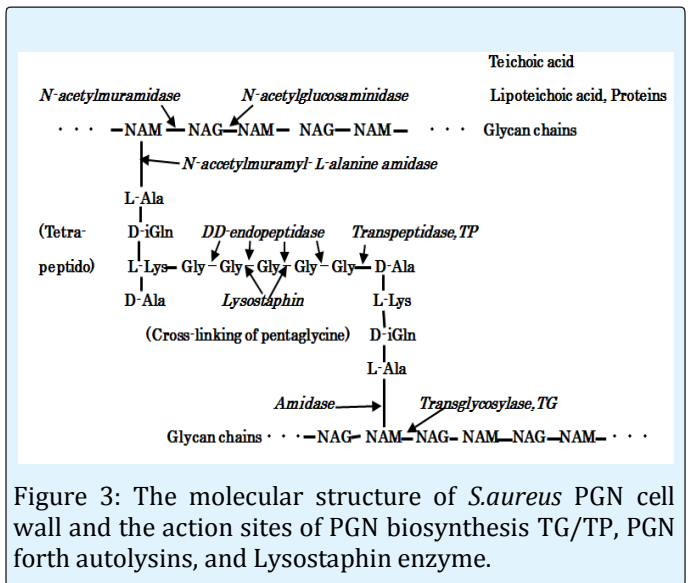 Teichoic acid
N-acetylmuramidase N-acetylglucosaminidase Lipoteichoic acid, Proteins
· · · —NAM—NAG—NAM— NAG—NAM— · · · Glycan chains
N-accetylmuramyl-L-alanine amidase
L-Ala
(Tetra- D-iGln DD-endopeptidase Transpeptidase,TP
peptido) L-Lys—Gly—Gly—Gly—Gly—Gly—D-Ala
D-Ala Lysostaphin L-Lys
(Cross-linking of pentaglycine) D-iGln
L-Ala
Amidase Transglycosylase,TG
Glycan chains · · · —NAG—NAM—NAG—NAM—NAG—NAM— · · ·
Figure 3: The molecular structure of S.aureus PGN cell
wall and the action sites of PGN biosynthesis TG/TP, PGN
forth autolysins, and Lysostaphin enzyme.